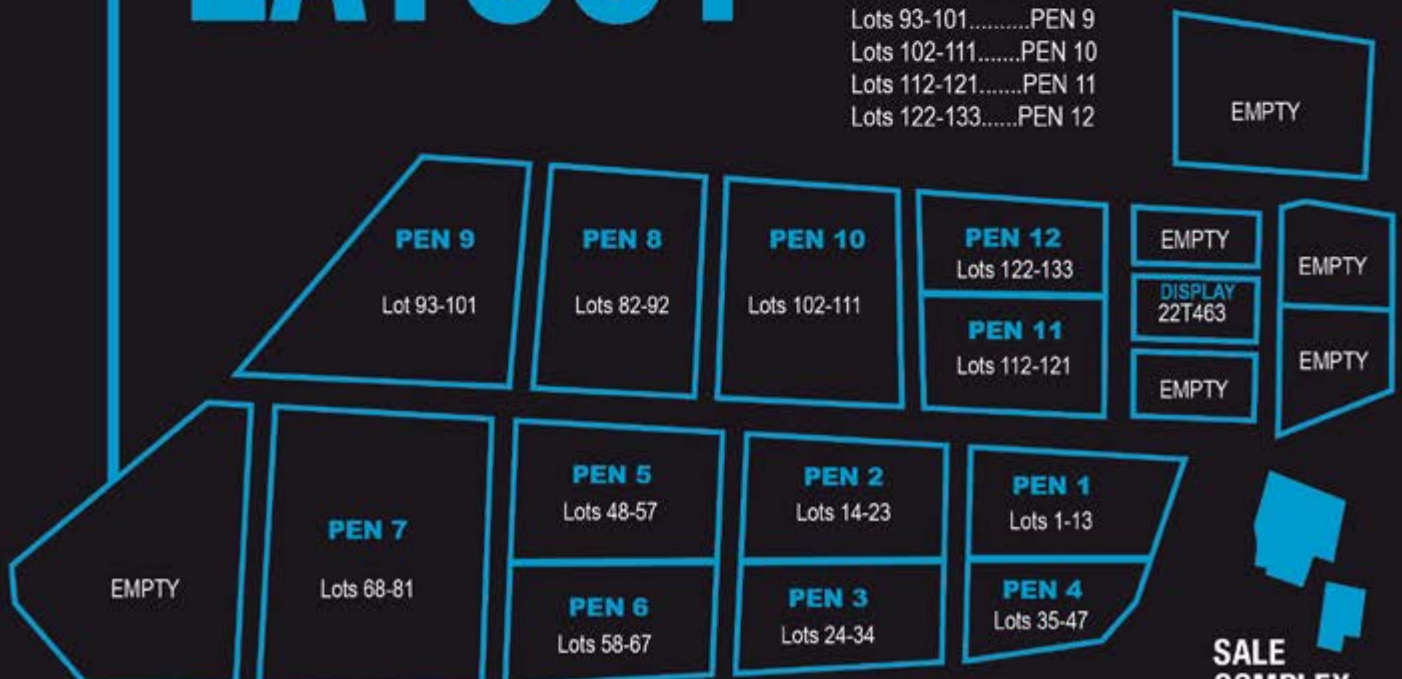 LAYOUT
Lots 93-101..........PEN 9
Lots 102-111.......PEN 10
Lots 112-121.......PEN 11
Lots 122-133......PEN 12
EMPTY
PEN 9
Lot 93-101
PEN 8
Lots 82-92
PEN 10
Lots 102-111
PEN 12
Lots 122-133
PEN 11
Lots 112-121
EMPTY
DISPLAY
22T463
EMPTY
EMPTY
EMPTY
EMPTY
PEN 7
Lots 68-81
PEN 5
Lots 48-57
PEN 6
Lots 58-67
PEN 2
Lots 14-23
PEN 3
Lots 24-34
PEN 1
Lots 1-13
PEN 4
Lots 35-47
SALE
COMPLEX